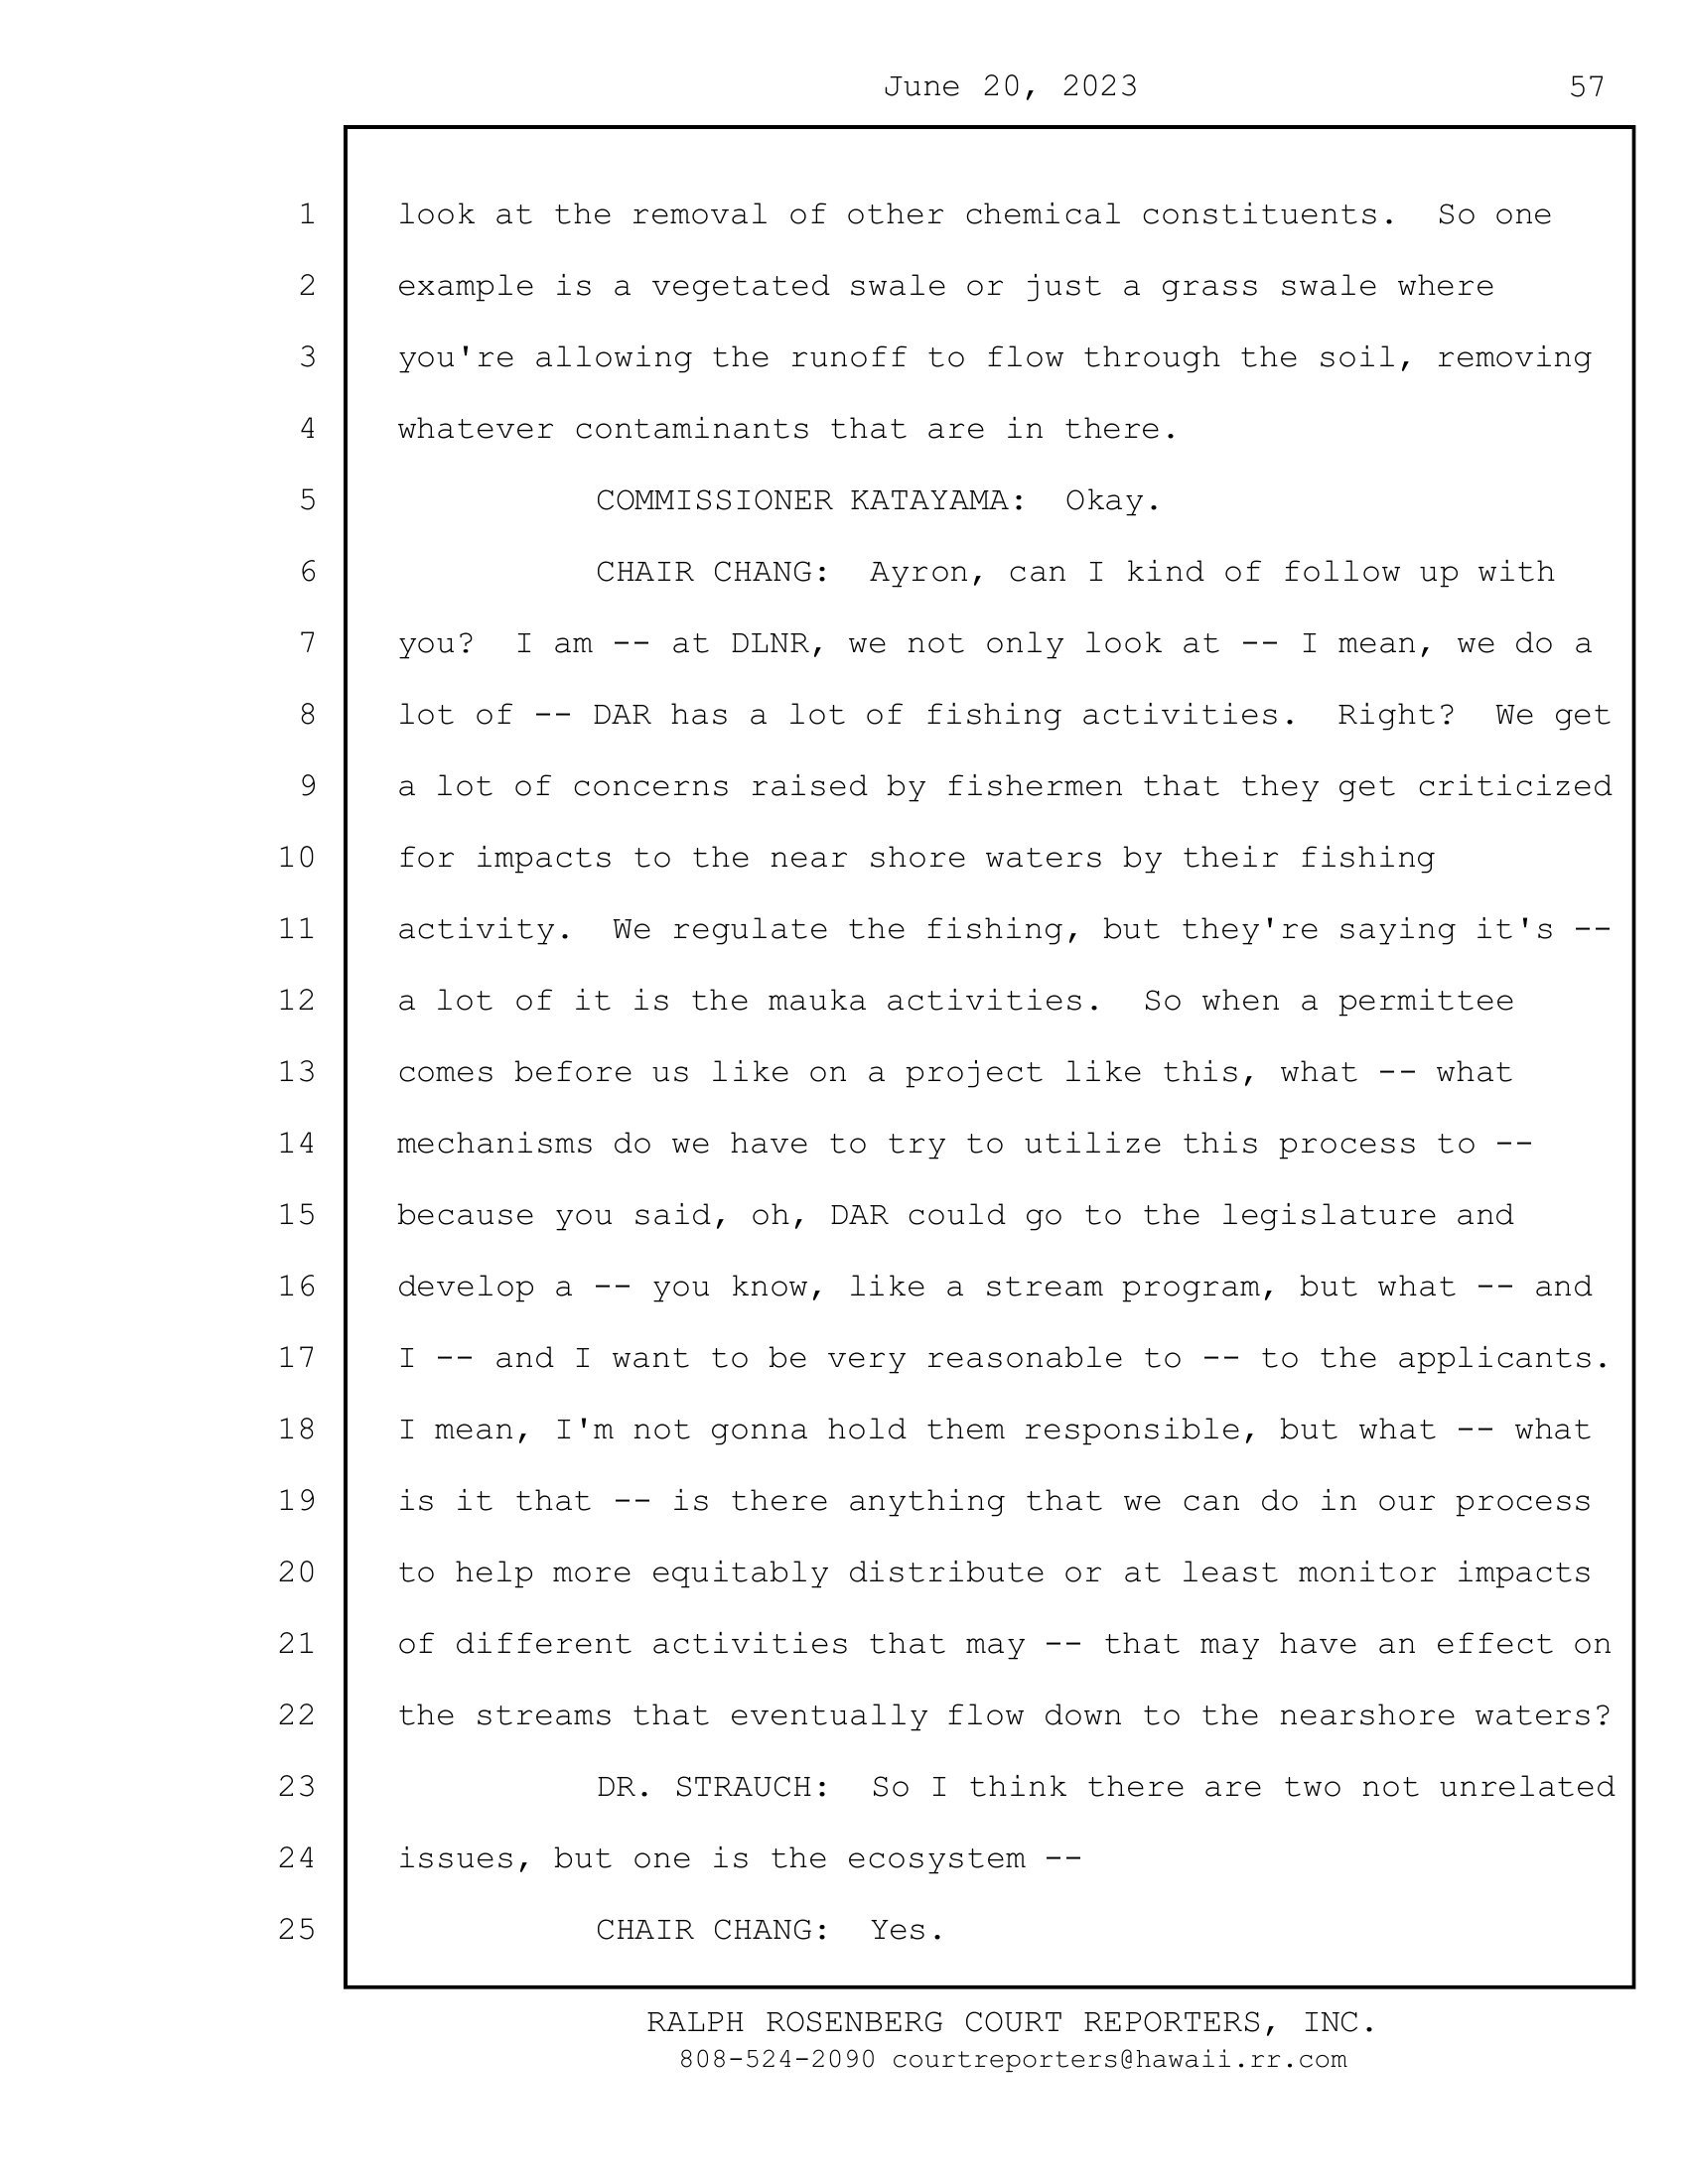 June 20, 2023 57
1 look at the removal of other chemical constituents.  So one
2 example is a vegetated swale or just a grass swale where
3 you're allowing the runoff to flow through the soil, removing
4 whatever contaminants that are in there.
5 COMMISSIONER KATAYAMA:  Okay.
6 CHAIR CHANG:  Ayron, can I kind of follow up with
7 you?  I am -- at DLNR, we not only look at -- I mean, we do a
8 lot of -- DAR has a lot of fishing activities.  Right?  We get
9 a lot of concerns raised by fishermen that they get criticized
10 for impacts to the near shore waters by their fishing
11 activity.  We regulate the fishing, but they're saying it's --
12 a lot of it is the mauka activities.  So when a permittee
13 comes before us like on a project like this, what -- what
14 mechanisms do we have to try to utilize this process to --
15 because you said, oh, DAR could go to the legislature and
16 develop a -- you know, like a stream program, but what -- and
17 I -- and I want to be very reasonable to -- to the applicants.
18 I mean, I'm not gonna hold them responsible, but what -- what
19 is it that -- is there anything that we can do in our process
20 to help more equitably distribute or at least monitor impacts
21 of different activities that may -- that may have an effect on
22 the streams that eventually flow down to the nearshore waters?
23 DR. STRAUCH:  So I think there are two not unrelated
24 issues, but one is the ecosystem --
25 CHAIR CHANG:  Yes.
RALPH ROSENBERG COURT REPORTERS, INC.
808-524-2090 courtreporters@hawaii.rr.com